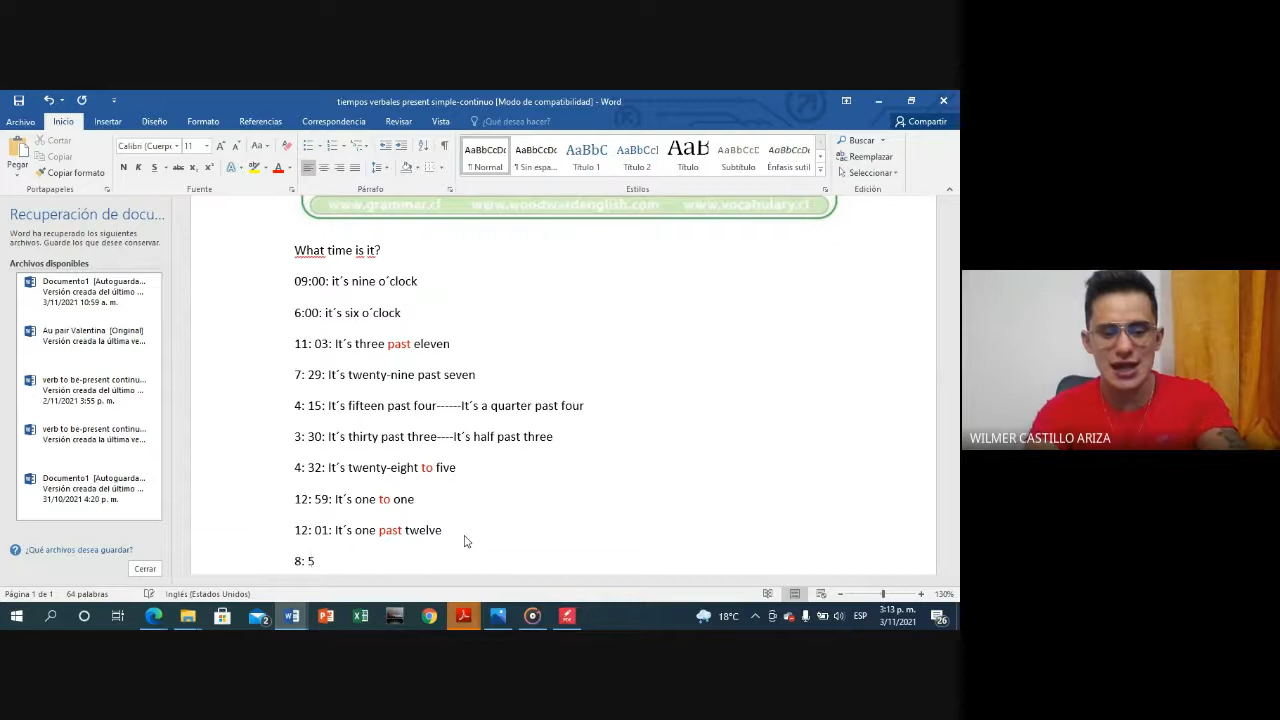 tiempos verbales present simple-continuo [Modo de compatibilidad] - Word
Archivo Inicio Insertar Diseño Formato Referencias Correspondencia Revisar Vista ¿Qué desea hacer? Compartir
Pegar
Cortar
Copiar
Copiar formato
Portapapeles
Calibri (Cuerp 11
N K S abc x₂ x²
Fuente
Párrafo
AaBbCcDc AaBbCcDc AaBbC AaBbCcI AaB AaBbCcD AaBbCcDc
¶ Normal ¶ Sin espa... Título 1 Título 2 Título Subtítulo Énfasis sutil
Estilos
Buscar
Reemplazar
Seleccionar
Edición
Recuperación de docu...
Word ha recuperado los siguientes
archivos. Guarde los que desee conservar.
Archivos disponibles
Documento1 [Autoguarda...
Versión creada del último ...
3/11/2021 10:59 a. m.
Au pair Valentina [Original]
Versión creada la última ve...
verb to be-present continu...
Versión creada del último ...
2/11/2021 3:55 p. m.
verb to be-present continu...
Versión creada la última ve...
Documento1 [Autoguarda...
Versión creada del último ...
31/10/2021 4:20 p. m.
¿Qué archivos desea guardar?
Cerrar
www.grammar.cl www.woodwardenglish.com www.vocabulary.cl
What time is it?
09:00: it´s nine o´clock
6:00: it´s six o´clock
11: 03: It´s three past eleven
7: 29: It´s twenty-nine past seven
4: 15: It´s fifteen past four------It´s a quarter past four
3: 30: It´s thirty past three----It´s half past three
4: 32: It´s twenty-eight to five
12: 59: It´s one to one
12: 01: It´s one past twelve
8: 5
Página 1 de 1 64 palabras Inglés (Estados Unidos) 130%
18°C ESP 3:13 p. m.
3/11/2021 26
WILMER CASTILLO ARIZA